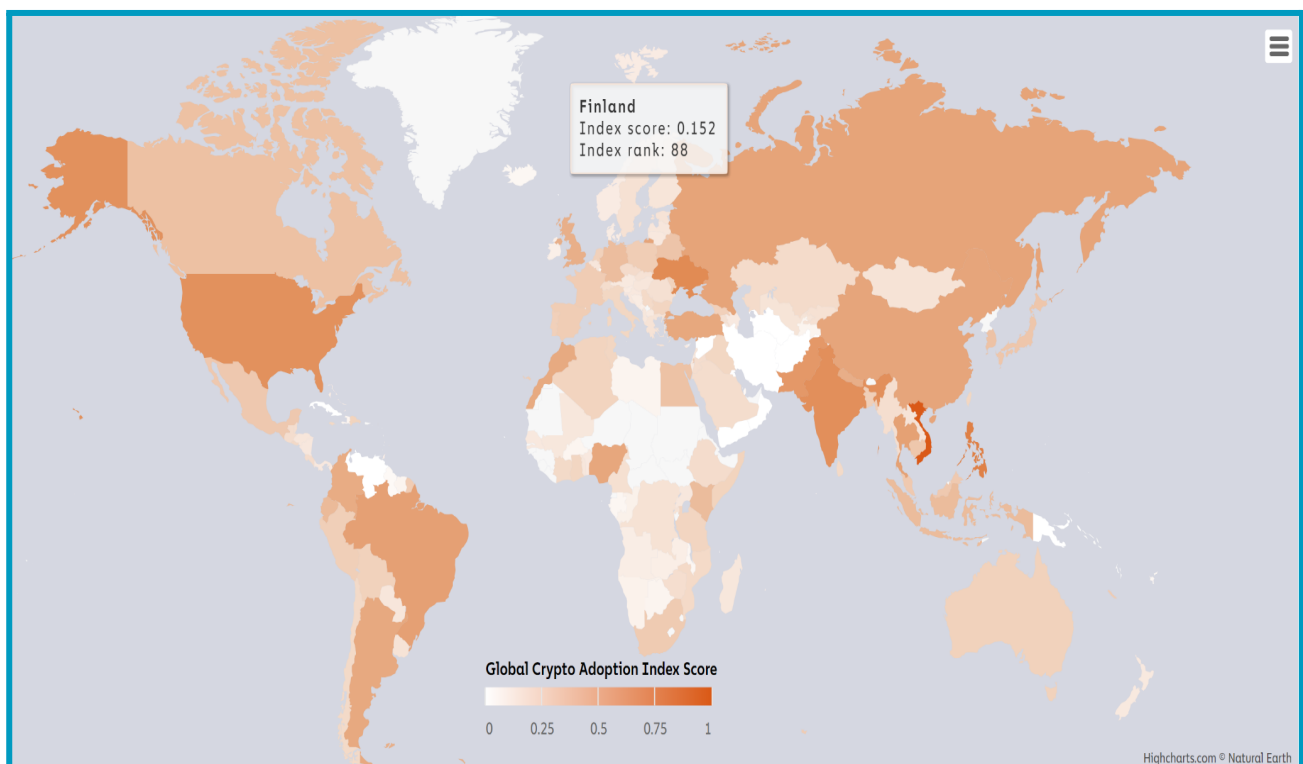 Finland
Index score: 0.152
Index rank: 88
Global Crypto Adoption Index Score
0 0.25 0.5 0.75 1
Highcharts.com © Natural Earth